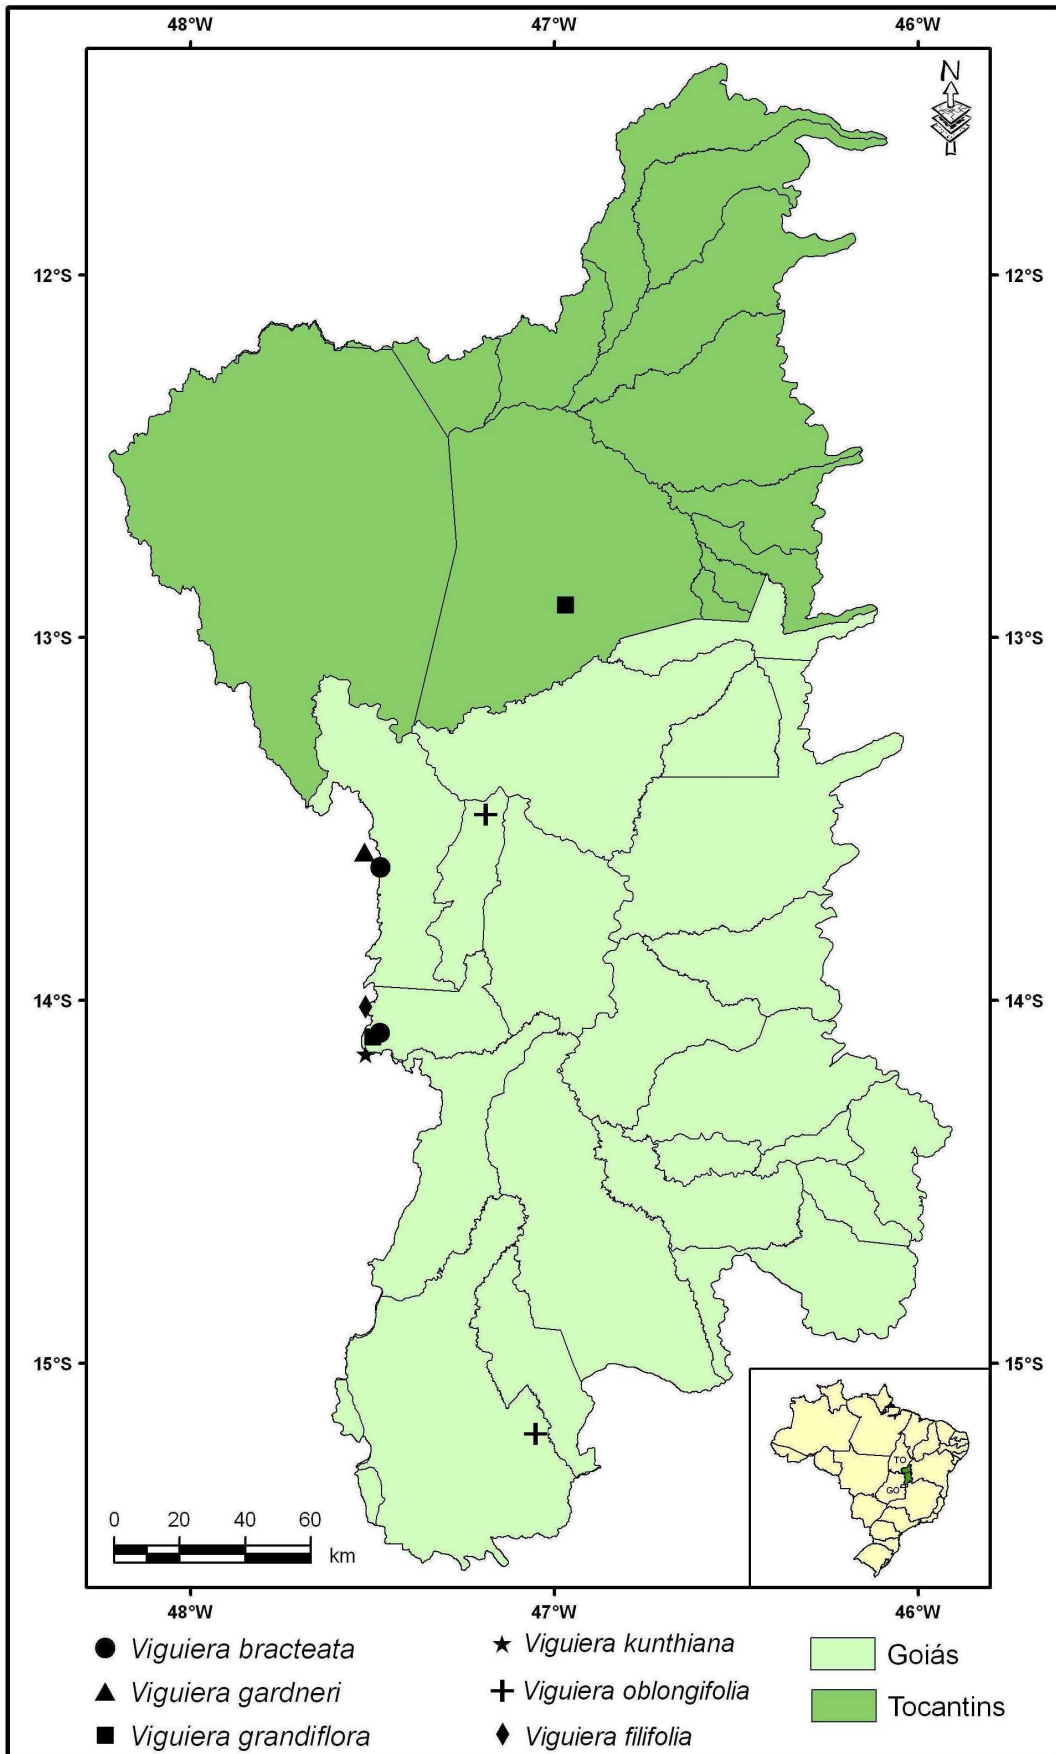 48°W 47°W 46°W
N
12°S 12°S
13°S 13°S
14°S 14°S
15°S 15°S
TO
GO
0 20 40 60
km
48°W 47°W 46°W
Viguiera bracteata
Viguiera gardneri
Viguiera grandiflora
Viguiera kunthiana
Viguiera oblongifolia
Viguiera filifolia
Goiás
Tocantins